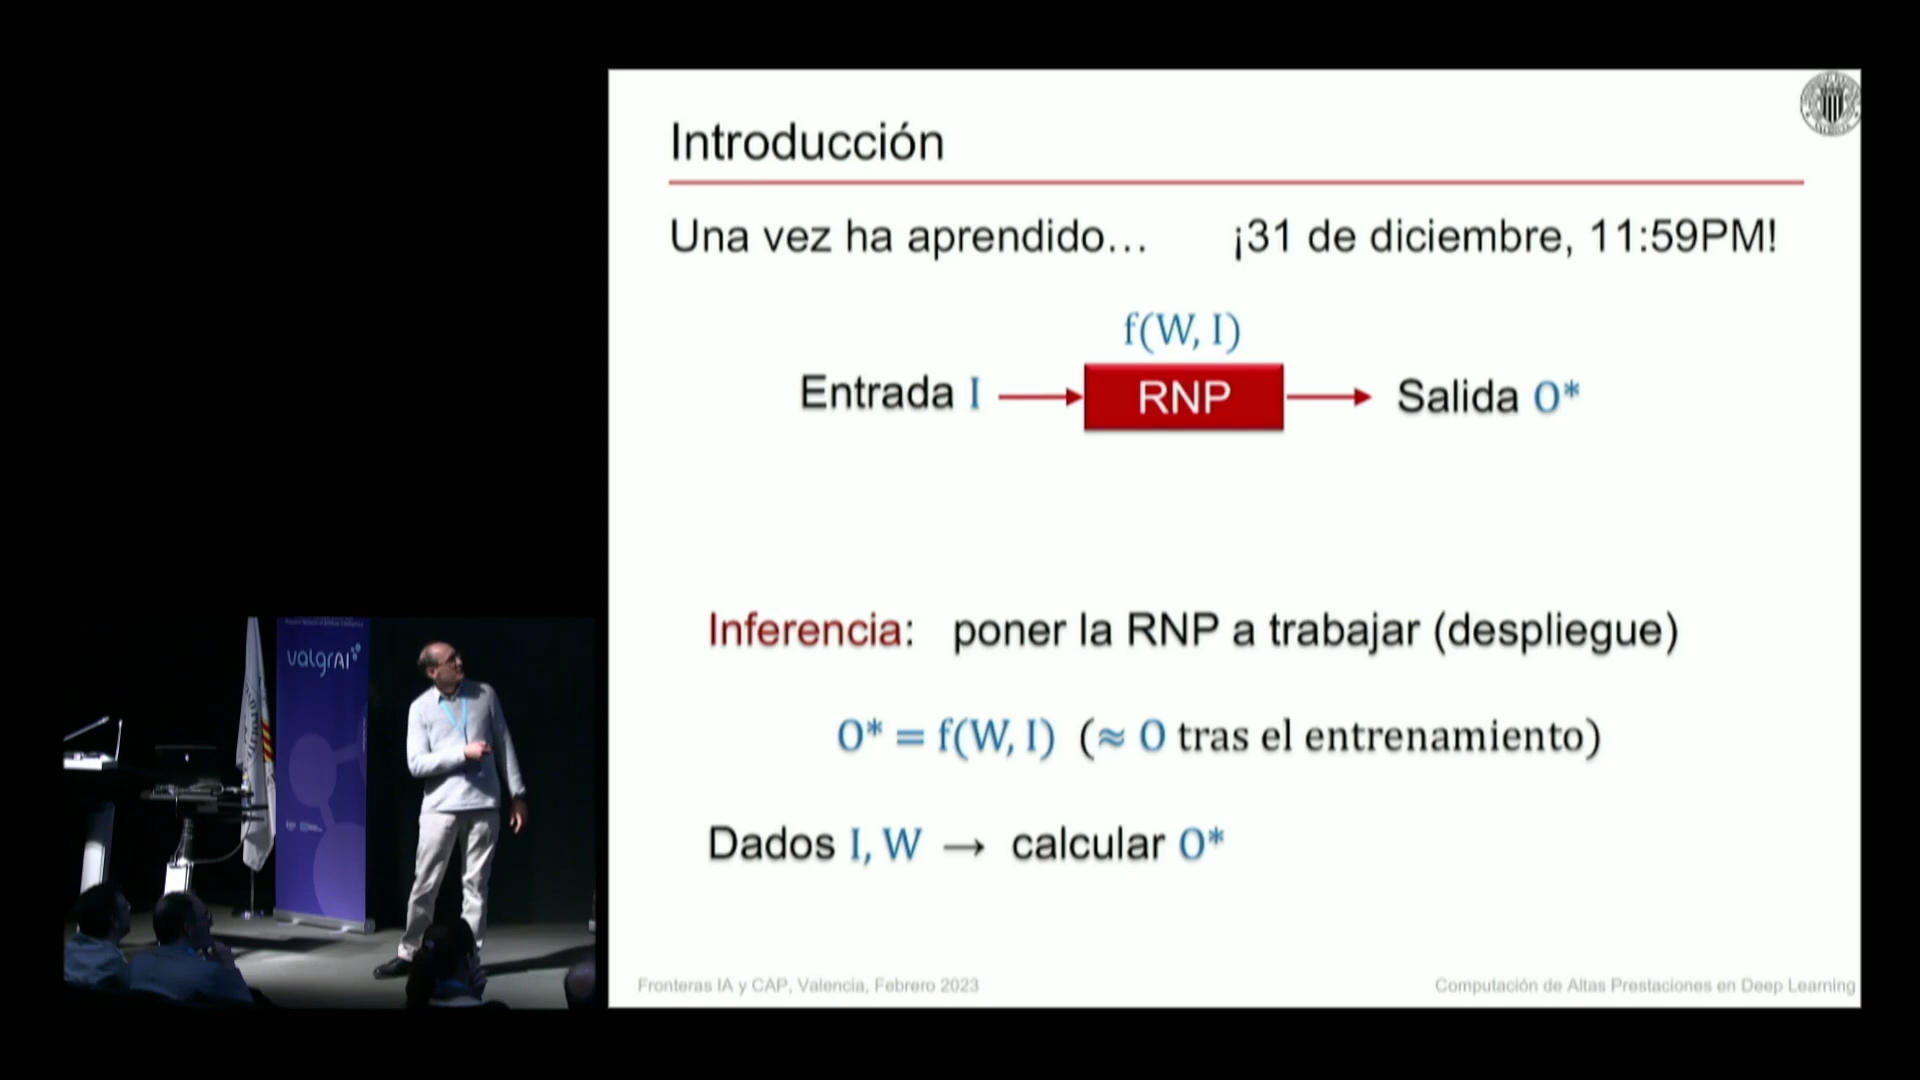 Introducción
Una vez ha aprendido... ¡31 de diciembre, 11:59PM!
f(W, I)
Entrada I → RNP → Salida O*
Inferencia: poner la RNP a trabajar (despliegue)
O* = f(W, I) (≈ O tras el entrenamiento)
Dados I, W → calcular O*
Fronteras IA y CAP, Valencia, Febrero 2023
Computación de Altas Prestaciones en Deep Learning
valgrAI